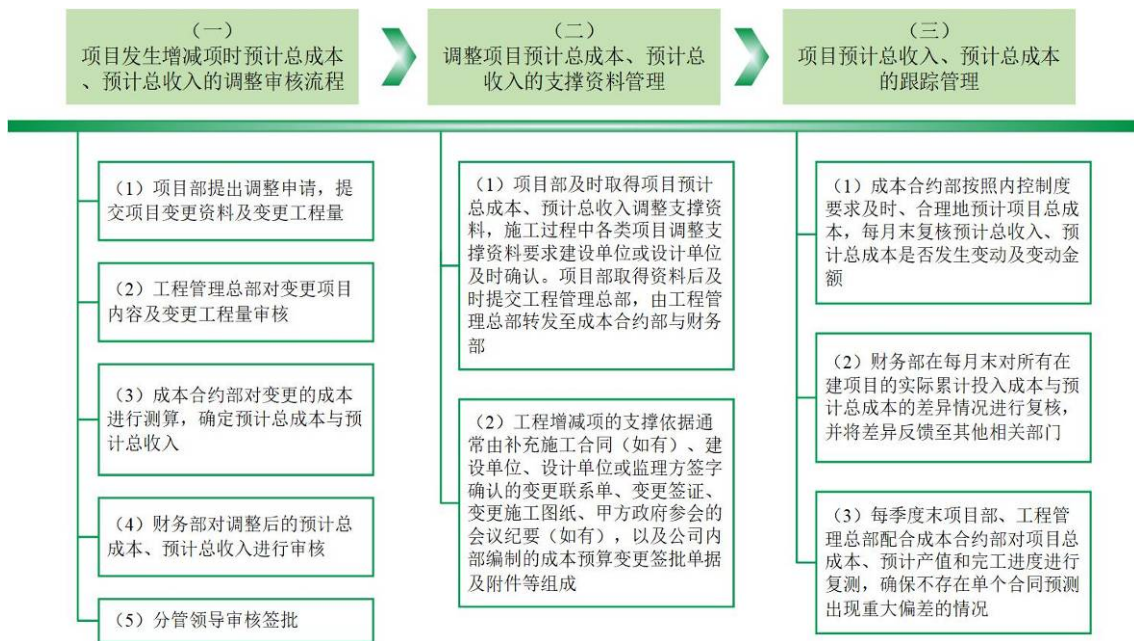 （一）
项目发生增减项时预计总成本
、预计总收入的调整审核流程
（二）
调整项目预计总成本、预计总
收入的支撑资料管理
（三）
项目预计总收入、预计总成本
的跟踪管理
（1）项目部提出调整申请，提
交项目变更资料及变更工程量
（2）工程管理总部对变更项目
内容及变更工程量审核
（3）成本合约部对变更的成本
进行测算，确定预计总成本与预
计总收入
（4）财务部对调整后的预计总
成本、预计总收入进行审核
（5）分管领导审核签批
（1）项目部及时取得项目预计
总成本、预计总收入调整支撑资
料，施工过程中各类项目调整支
撑资料要求建设单位或设计单位
及时确认。项目部取得资料后及
时提交工程管理总部，由工程管
理总部转发至成本合约部与财务
部
（2）工程增减项的支撑依据通
常由补充施工合同（如有）、建
设单位、设计单位或监理方签字
确认的变更联系单、变更签证、
变更施工图纸、甲方政府参会的
会议纪要（如有），以及公司内
部编制的成本预算变更签批单据
及附件等组成
（1）成本合约部按照内控制度
要求及时、合理地预计项目总成
本，每月末复核预计总收入、预
计总成本是否发生变动及变动金
额
（2）财务部在每月末对所有在
建项目的实际累计投入成本与预
计总成本的差异情况进行复核，
并将差异反馈至其他相关部门
（3）每季度末项目部、工程管
理总部配合成本合约部对项目总
成本、预计产值和完工进度进行
复测，确保不存在单个合同预测
出现重大偏差的情况